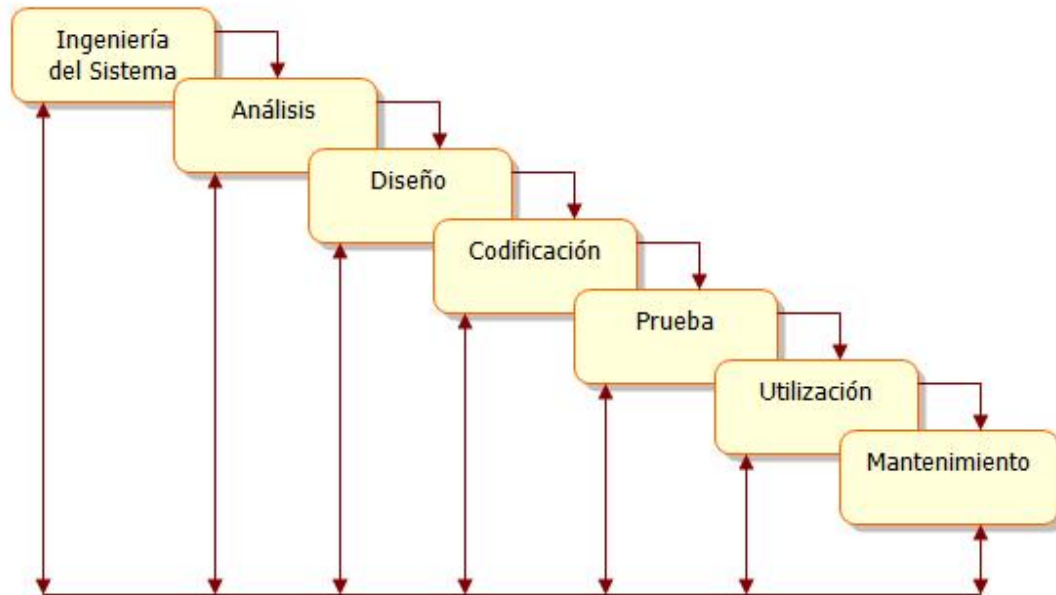 Ingeniería
del Sistema
Análisis
Diseño
Codificación
Prueba
Utilización
Mantenimiento